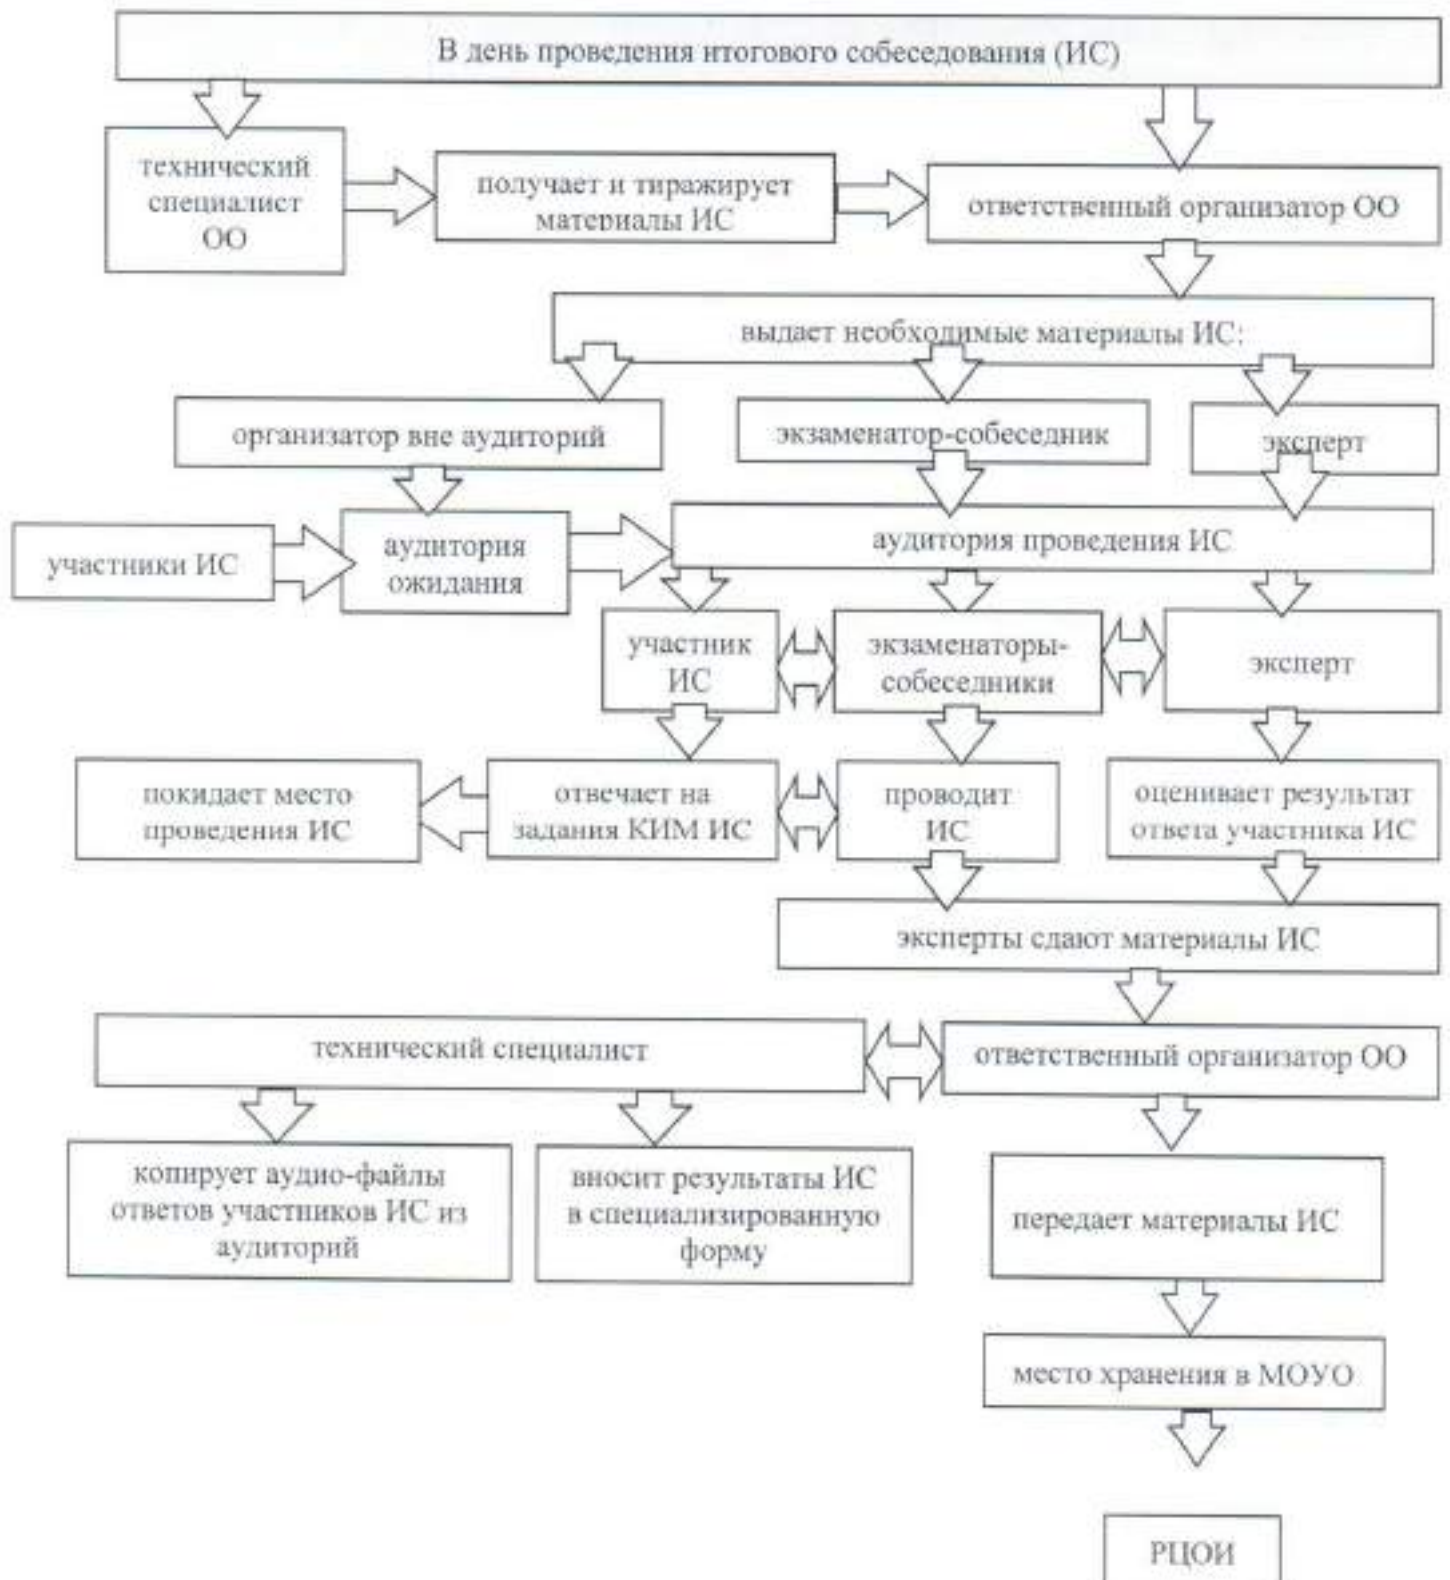 В день проведения итогового собеседования (ИС)
технический
специалист
ОО
получает и тиражирует
материалы ИС
ответственный организатор ОО
выдает необходимые материалы ИС:
организатор вне аудиторий
экзаменатор-собеседник
эксперт
участники ИС
аудитория
ожидания
аудитория проведения ИС
участник
ИС
экзаменаторы-
собеседники
эксперт
покидает место
проведения ИС
отвечает на
задания КИМ ИС
проводит
ИС
оценивает результат
ответа участника ИС
эксперты сдают материалы ИС
технический специалист
ответственный организатор ОО
копирует аудио-файлы
ответов участников ИС из
аудиторий
вносит результаты ИС
в специализированную
форму
передает материалы ИС
место хранения в МОУО
РЦОИ